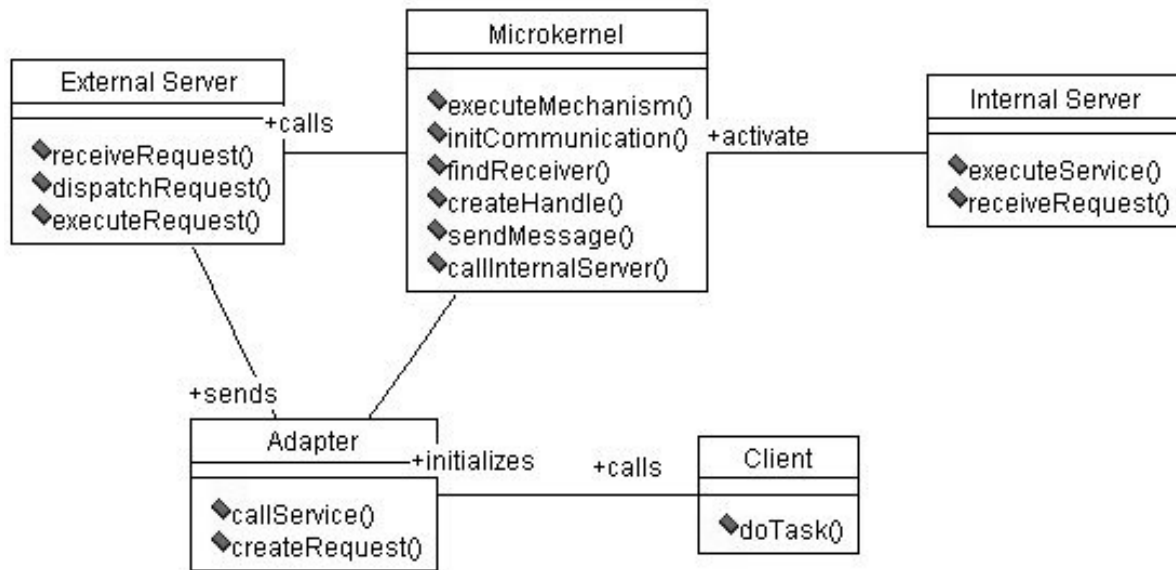 Microkernel
executeMechanism()
initCommunication()
findReceiver()
createHandle()
sendMessage()
callInternalServer()
External Server
receiveRequest()
dispatchRequest()
executeRequest()
+calls
+activate
Internal Server
executeService()
receiveRequest()
+sends
Adapter
callService()
createRequest()
+initializes
+calls
Client
doTask()